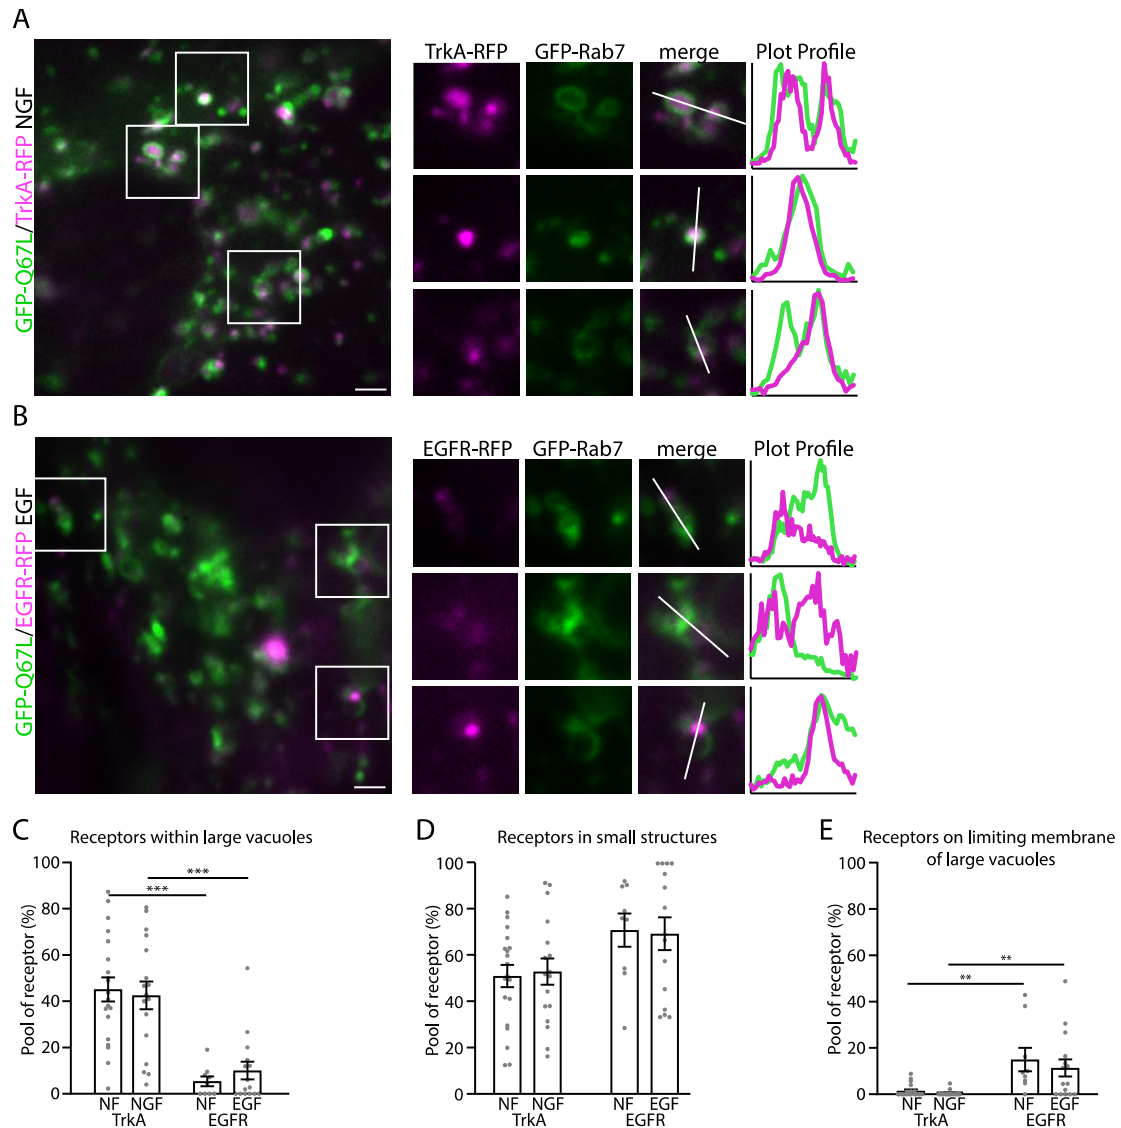 A
GFP-Q67L/TrkA-RFP NGF
TrkA-RFP GFP-Rab7 merge Plot Profile
B
GFP-Q67L/EGFR-RFP EGF
EGFR-RFP GFP-Rab7 merge Plot Profile
C
Receptors within large vacuoles
Pool of receptor (%)
100
80
60
40
20
0
***
***
NF NGF NF EGF
TrkA EGFR
D
Receptors in small structures
Pool of receptor (%)
100
80
60
40
20
0
NF NGF NF EGF
TrkA EGFR
E
Receptors on limiting membrane
of large vacuoles
Pool of receptor (%)
100
80
60
40
20
0
**
**
NF NGF NF EGF
TrkA EGFR